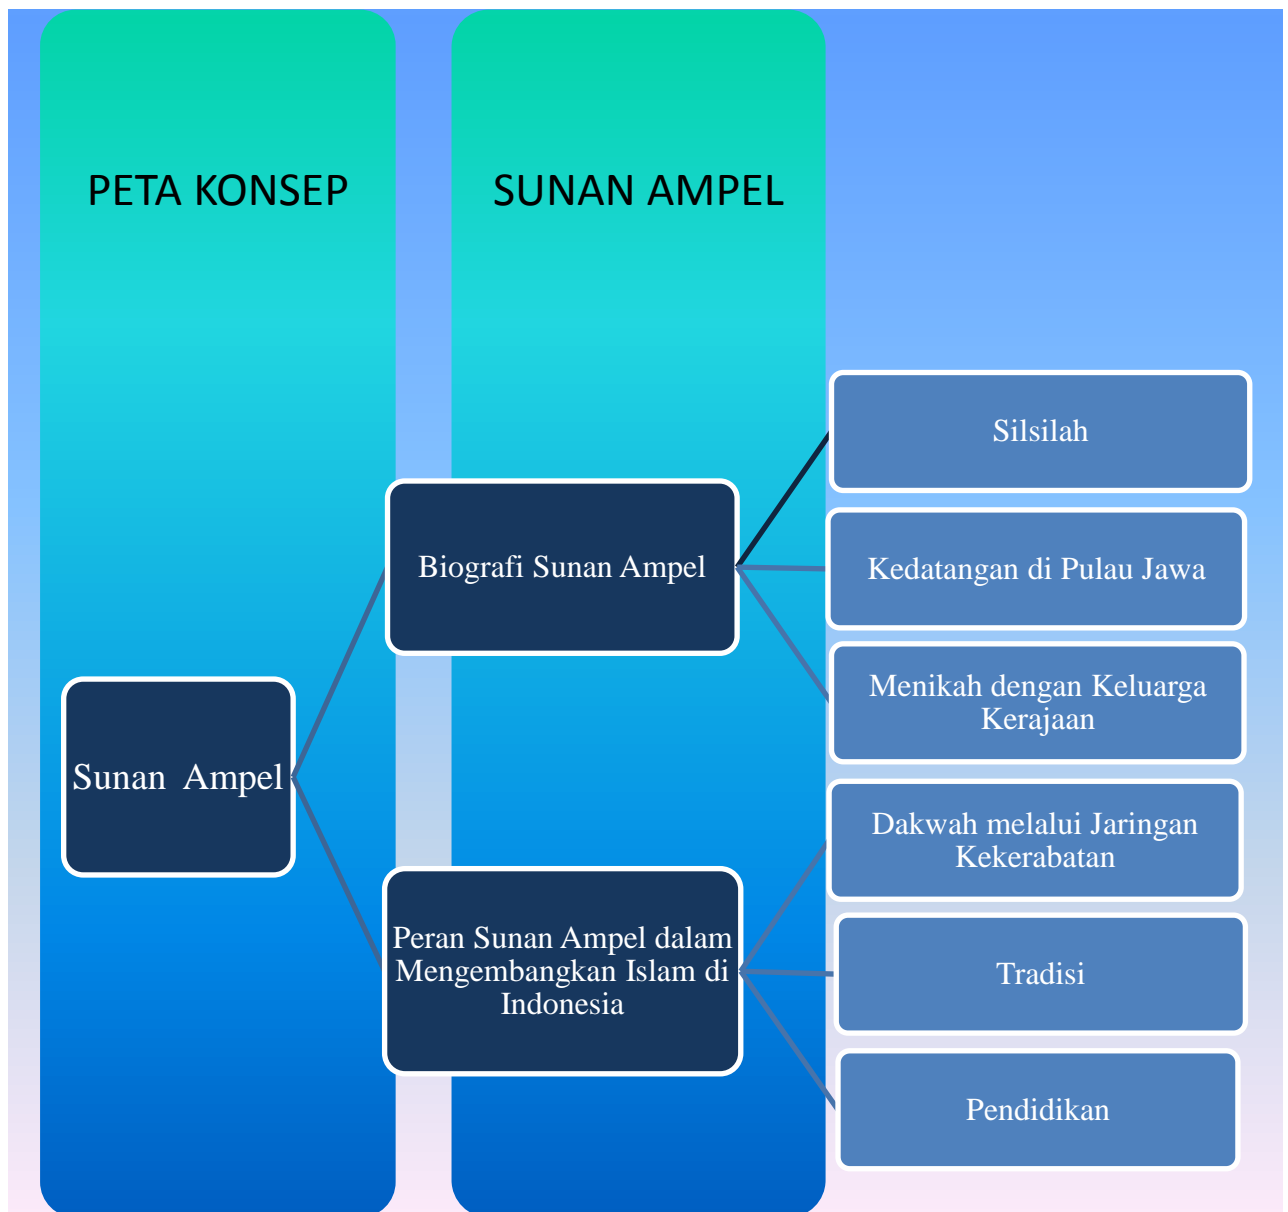 PETA KONSEP
SUNAN AMPEL
Sunan Ampel
Biografi Sunan Ampel
Silsilah
Kedatangan di Pulau Jawa
Menikah dengan Keluarga
Kerajaan
Peran Sunan Ampel dalam
Mengembangkan Islam di
Indonesia
Dakwah melalui Jaringan
Kekerabatan
Tradisi
Pendidikan